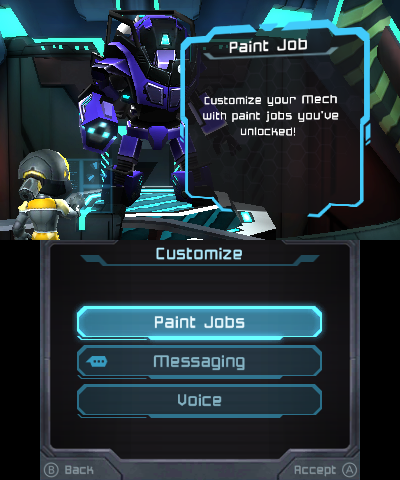 Paint Job
Customize your Mech
with paint jobs you've
unlocked!
Customize
Paint Jobs
Messaging
Voice
B Back
Accept A